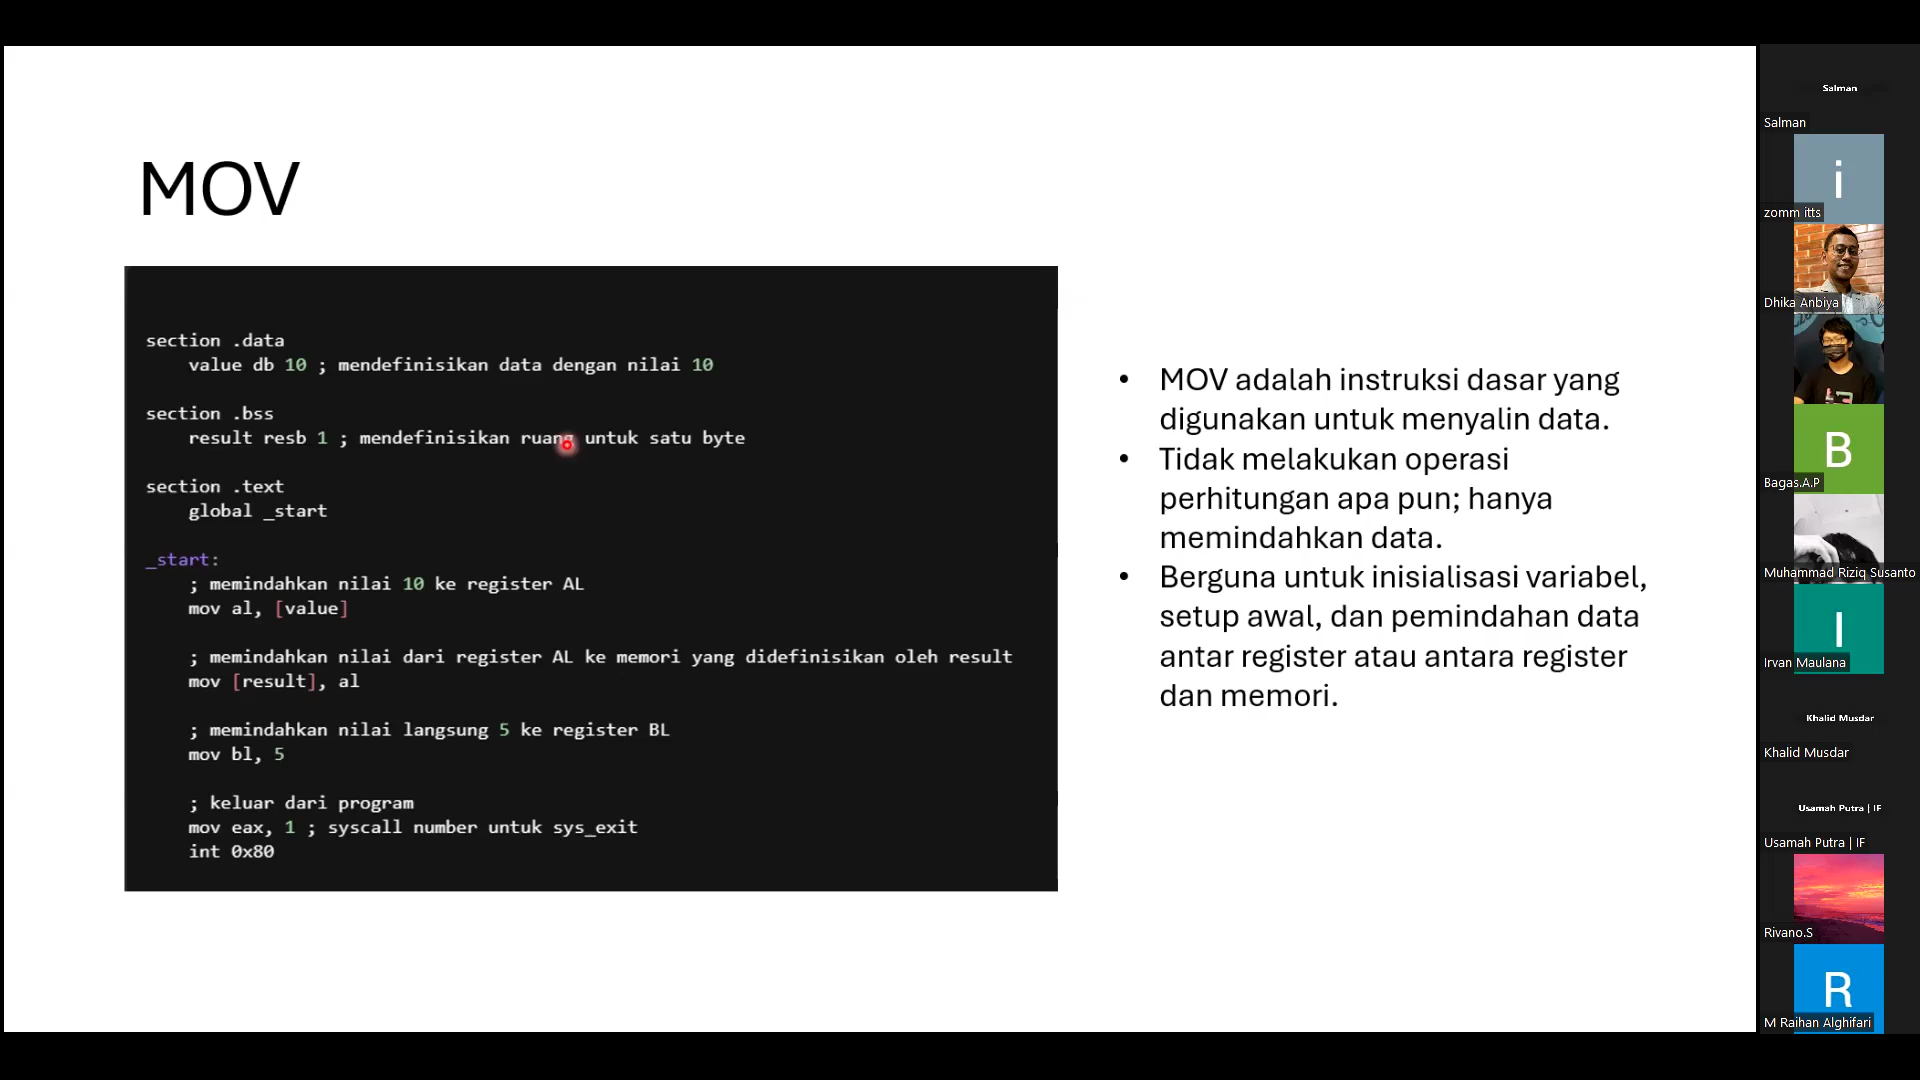 MOV
section .data
value db 10 ; mendefinisikan data dengan nilai 10
section .bss
result resb 1 ; mendefinisikan ruang untuk satu byte
section .text
global _start
_start:
; memindahkan nilai 10 ke register AL
mov al, [value]
; memindahkan nilai dari register AL ke memori yang didefinisikan oleh result
mov [result], al
; memindahkan nilai langsung 5 ke register BL
mov bl, 5
; keluar dari program
mov eax, 1 ; syscall number untuk sys_exit
int 0x80
• MOV adalah instruksi dasar yang
digunakan untuk menyalin data.
• Tidak melakukan operasi
perhitungan apa pun; hanya
memindahkan data.
• Berguna untuk inisialisasi variabel,
setup awal, dan pemindahan data
antar register atau antara register
dan memori.
Salman
Salman
i
zomm itts
Dhika Anbiya
B
Bagas.A.P
Muhammad Riziq Susanto
I
Irvan Maulana
Khalid Musdar
Khalid Musdar
Usamah Putra | IF
Usamah Putra | IF
Rivano.S
R
M Raihan Alghifari